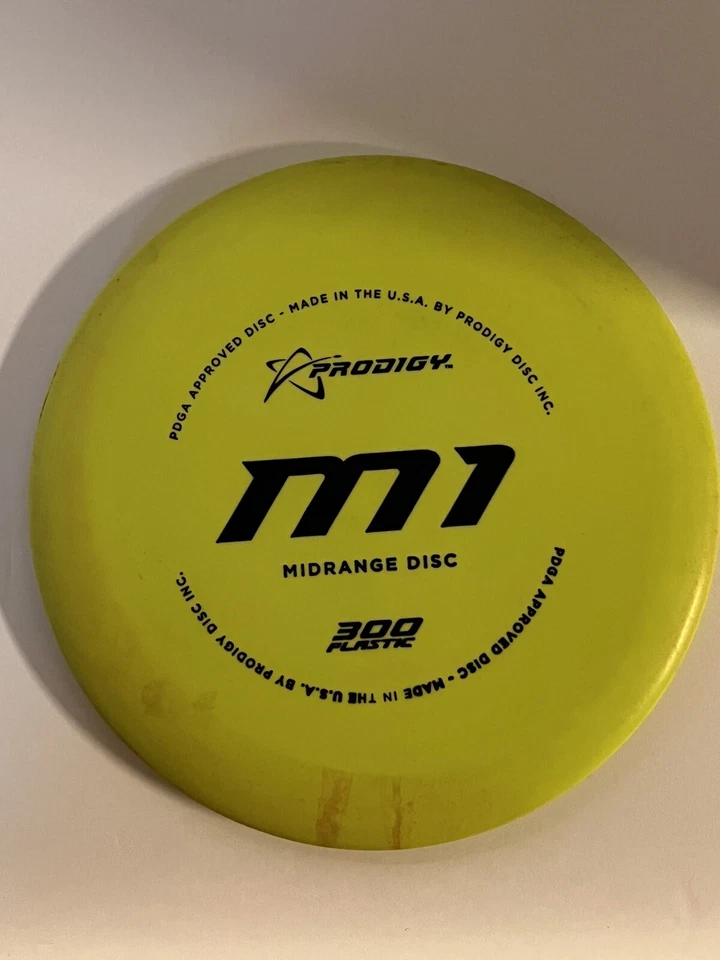 PDGA APPROVED DISC - MADE IN THE U.S.A. BY PRODIGY DISC INC.
PRODIGY™
M1
MIDRANGE DISC
300
PLASTIC
PDGA APPROVED DISC - MADE IN THE U.S.A. BY PRODIGY DISC INC.